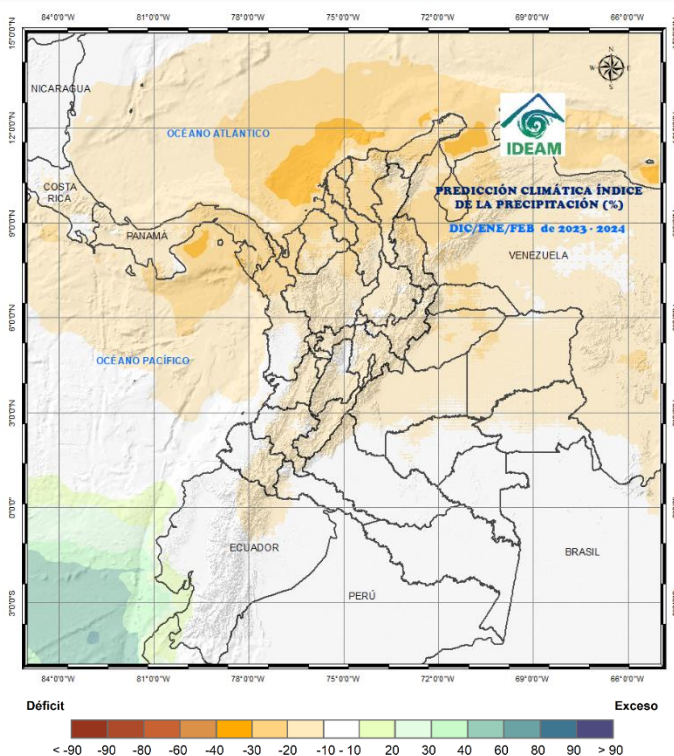 84°0'0"W 81°0'0"W 78°0'0"W 75°0'0"W 72°0'0"W 69°0'0"W 66°0'0"W
15°0'0"N
N
W E
S
NICARAGUA
12°0'0"N
OCÉANO ATLÁNTICO
IDEAM
COSTA
RICA
PREDICCIÓN CLIMÁTICA ÍNDICE
DE LA PRECIPITACIÓN (%)
9°0'0"N
DIC/ENE/FEB de 2023 - 2024
PANAMÁ
VENEZUELA
6°0'0"N
OCÉANO PACÍFICO
3°0'0"N
0°0'0"
ECUADOR
BRASIL
PERÚ
3°0'0"S
84°0'0"W 81°0'0"W 78°0'0"W 75°0'0"W 72°0'0"W 69°0'0"W 66°0'0"W
Déficit Exceso
< -90 -90 -80 -60 -40 -30 -20 -10 - 10 20 30 40 60 80 90 > 90